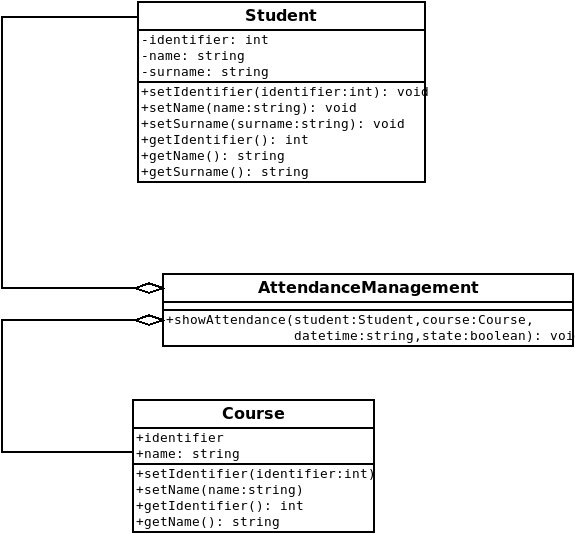 Student
-identifier: int
-name: string
-surname: string
+setIdentifier(identifier:int): void
+setName(name:string): void
+setSurname(surname:string): void
+getIdentifier(): int
+getName(): string
+getSurname(): string
AttendanceManagement
+showAttendance(student:Student,course:Course,
datetime:string,state:boolean): voi
Course
+identifier
+name: string
+setIdentifier(identifier:int)
+setName(name:string)
+getIdentifier(): int
+getName(): string